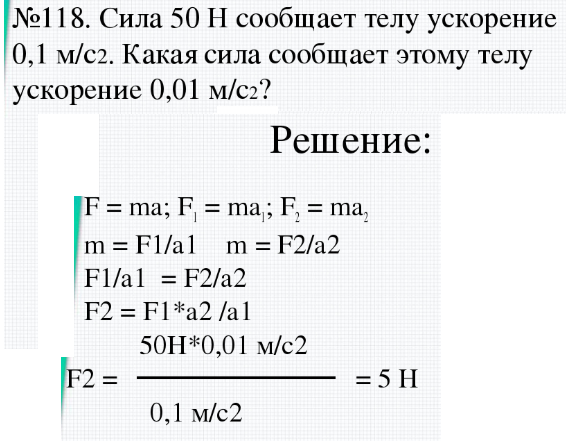 №118. Сила 50 Н сообщает телу ускорение
0,1 м/с2. Какая сила сообщает этому телу
ускорение 0,01 м/с2?
Решение:
F = ma; F₁ = ma₁; F₂ = ma₂
m = F1/a1 m = F2/a2
F1/a1 = F2/a2
F2 = F1*a2 /a1
50Н*0,01 м/с2
F2 = = 5 Н
0,1 м/с2